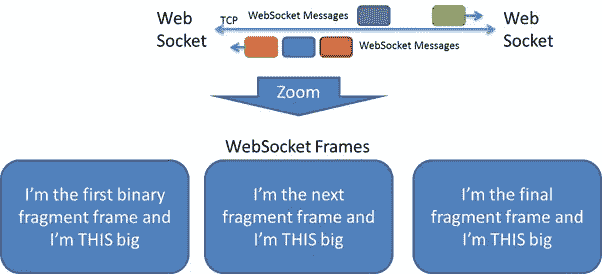 Web
Socket
TCP
WebSocket Messages
Web
Socket
WebSocket Messages
Zoom
WebSocket Frames
I'm the first binary
fragment frame and
I'm THIS big
I'm the next
fragment frame and
I'm THIS big
I'm the final
fragment frame and
I'm THIS big